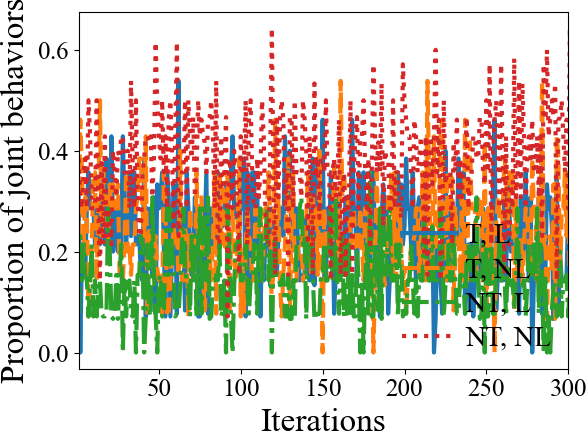 Proportion of joint behaviors
0.6
0.4
0.2
0.0
T, L
T, NL
NT, L
NT, NL
50
100
150
200
250
300
Iterations